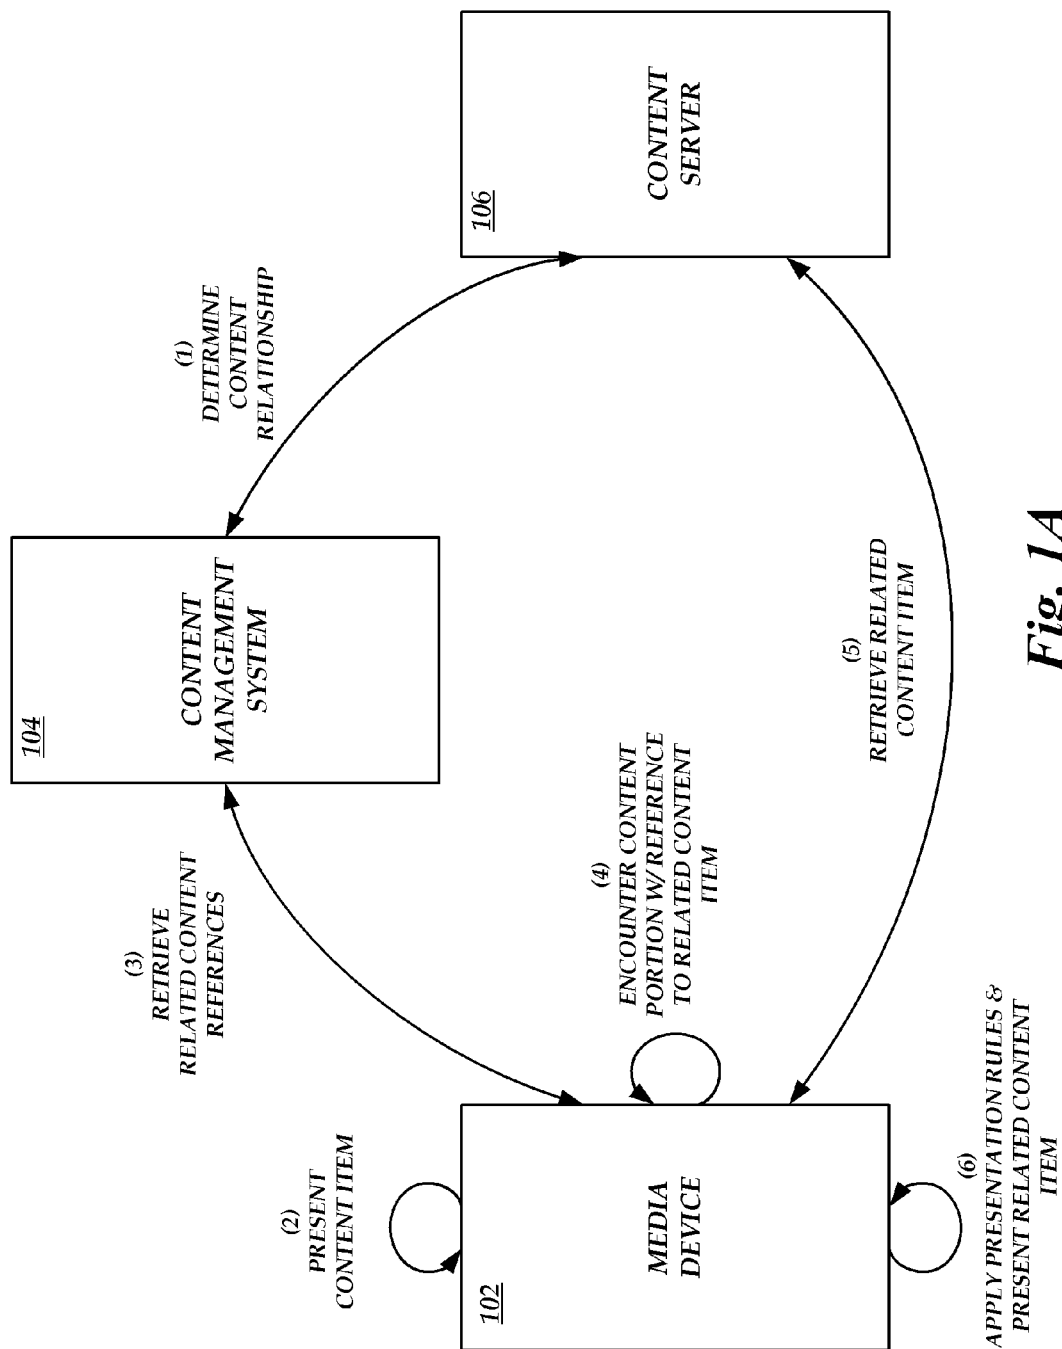 (1)
DETERMINE
CONTENT
RELATIONSHIP
104
CONTENT
MANAGEMENT
SYSTEM
106
CONTENT
SERVER
(3)
RETRIEVE
RELATED CONTENT
REFERENCES
(2)
PRESENT
CONTENT ITEM
(4)
ENCOUNTER CONTENT
PORTION W/ REFERENCE
TO RELATED CONTENT
ITEM
102
MEDIA
DEVICE
(5)
RETRIEVE RELATED
CONTENT ITEM
(6)
APPLY PRESENTATION RULES &
PRESENT RELATED CONTENT
ITEM
Fig. 1A